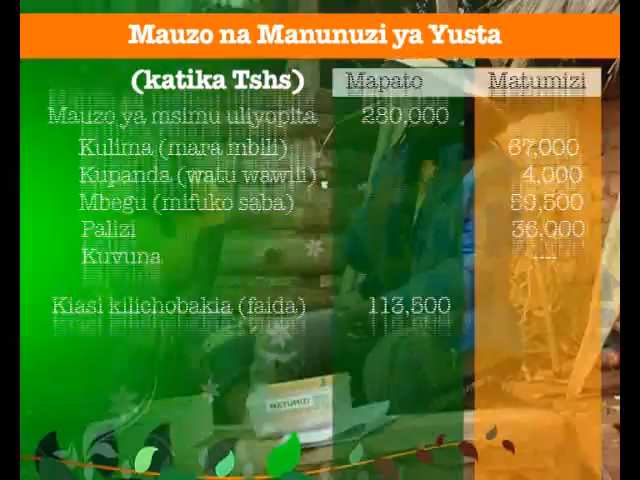 Mauzo na Manunuzi ya Yusta
(katika Tshs) Mapato Matumizi
Mauzo ya msimu uliyopita 280,000
Kulima (mara mbili) 67,000
Kupanda (watu wawili) 4,000
Mbegu (mifuko saba) 59,500
Palizi 36,000
Kuvuna ----
Kiasi kilichobakia (faida) 113,500
MATUMIZI